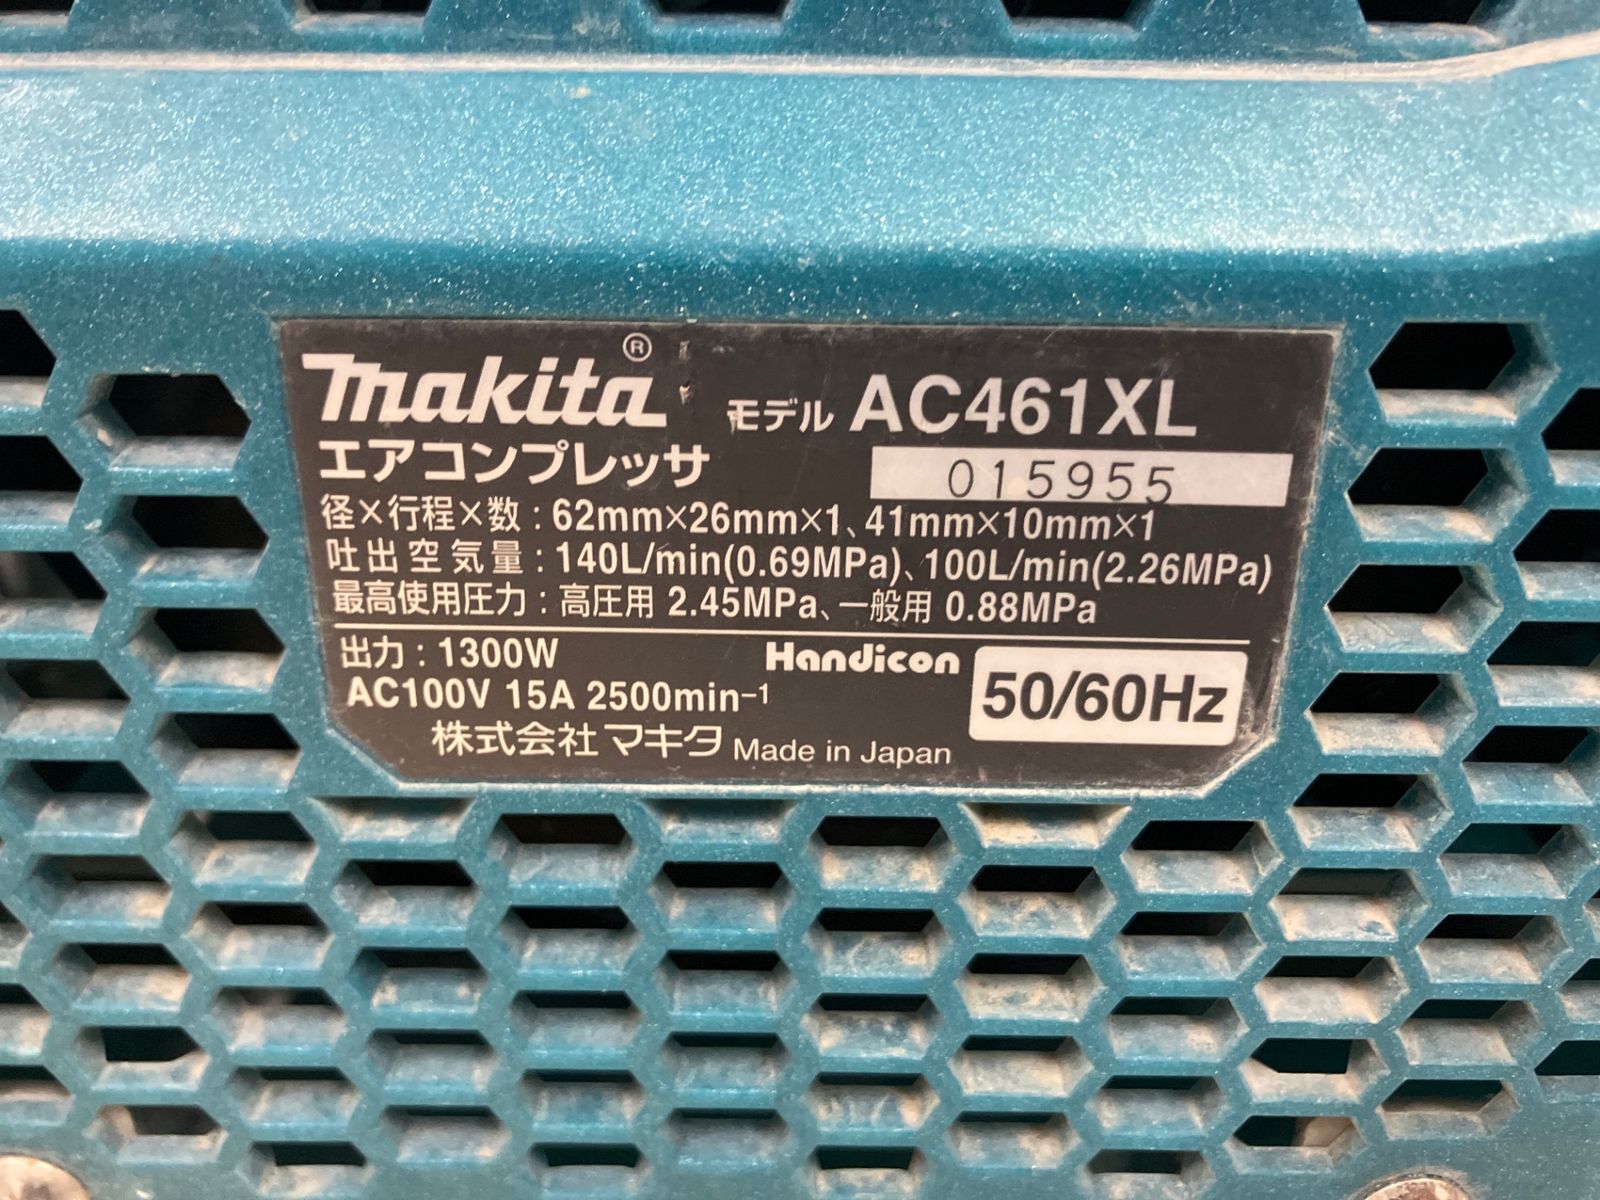 makita®
モデル AC461XL
エアコンプレッサ
015955
径×行程×数：62mm×26mm×1、41mm×10mm×1
吐出空気量：140L/min(0.69MPa)、100L/min(2.26MPa)
最高使用圧力：高圧用 2.45MPa、一般用 0.88MPa
出力：1300W
Handicon
AC100V 15A 2500min⁻¹
50/60Hz
株式会社マキタ Made in Japan